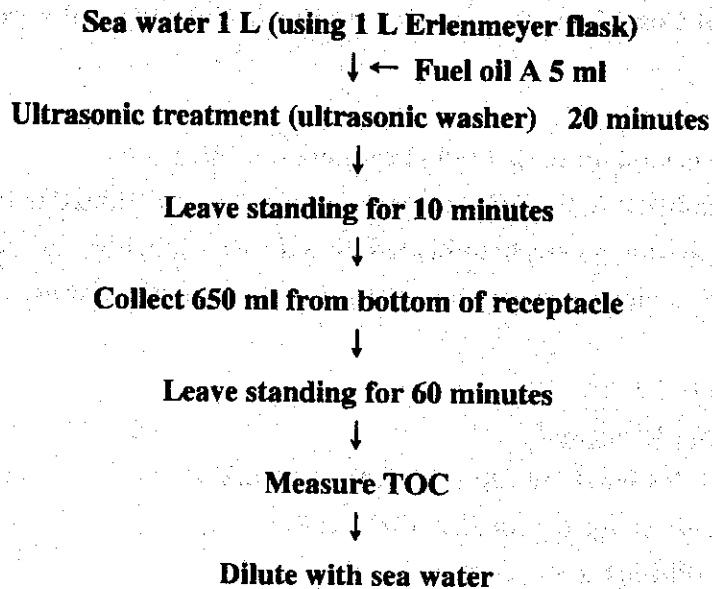 Sea water 1 L (using 1 L Erlenmeyer flask)
↓ ← Fuel oil A 5 ml
Ultrasonic treatment (ultrasonic washer) 20 minutes
↓
Leave standing for 10 minutes
↓
Collect 650 ml from bottom of receptacle
↓
Leave standing for 60 minutes
↓
Measure TOC
↓
Dilute with sea water